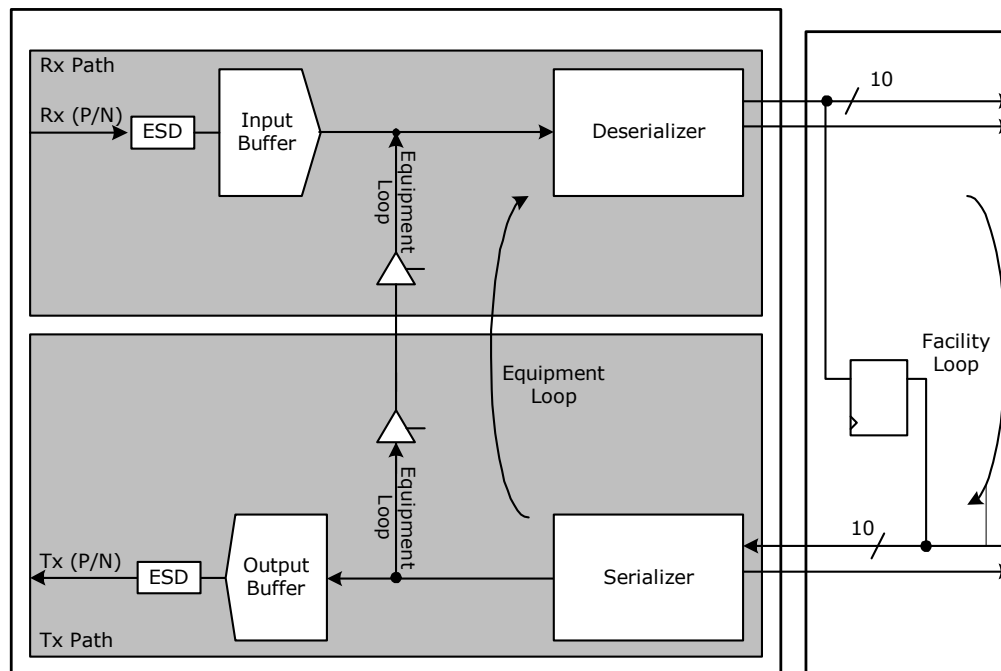 Rx Path
10
Rx (P/N)
ESD
Input
Buffer
Deserializer
Equipment
Loop
Facility
Loop
Equipment
Loop
Equipment
Loop
10
Tx (P/N)
ESD
Output
Buffer
Serializer
Tx Path